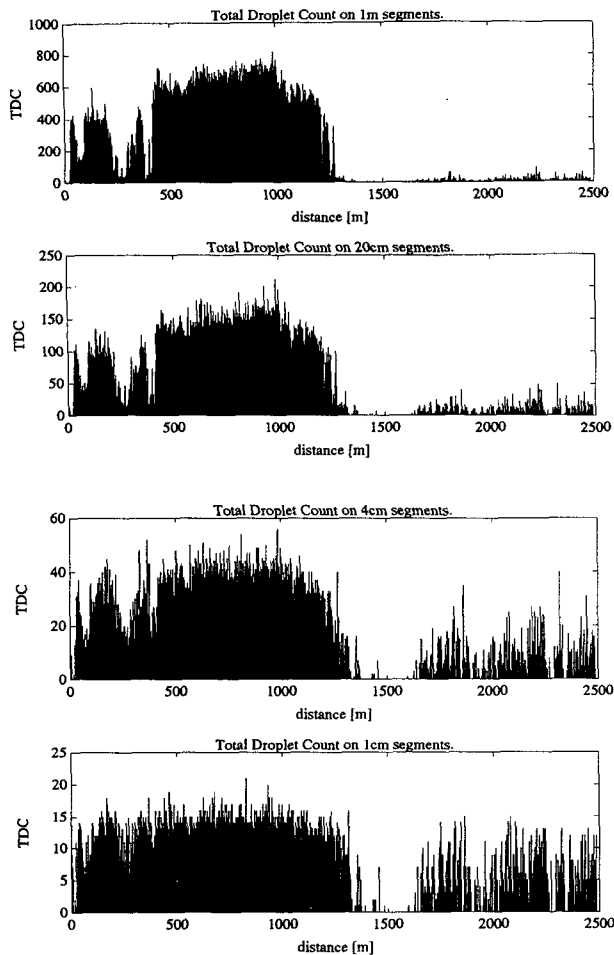 Total Droplet Count on 1m segments.
1000
800
600
400
200
0
TDC
0 500 1000 1500 2000 2500
distance [m]
Total Droplet Count on 20cm segments.
250
200
150
100
50
0
TDC
0 500 1000 1500 2000 2500
distance [m]
Total Droplet Count on 4cm segments.
60
40
20
0
TDC
0 500 1000 1500 2000 2500
distance [m]
Total Droplet Count on 1cm segments.
25
20
15
10
5
0
TDC
0 500 1000 1500 2000 2500
distance [m]